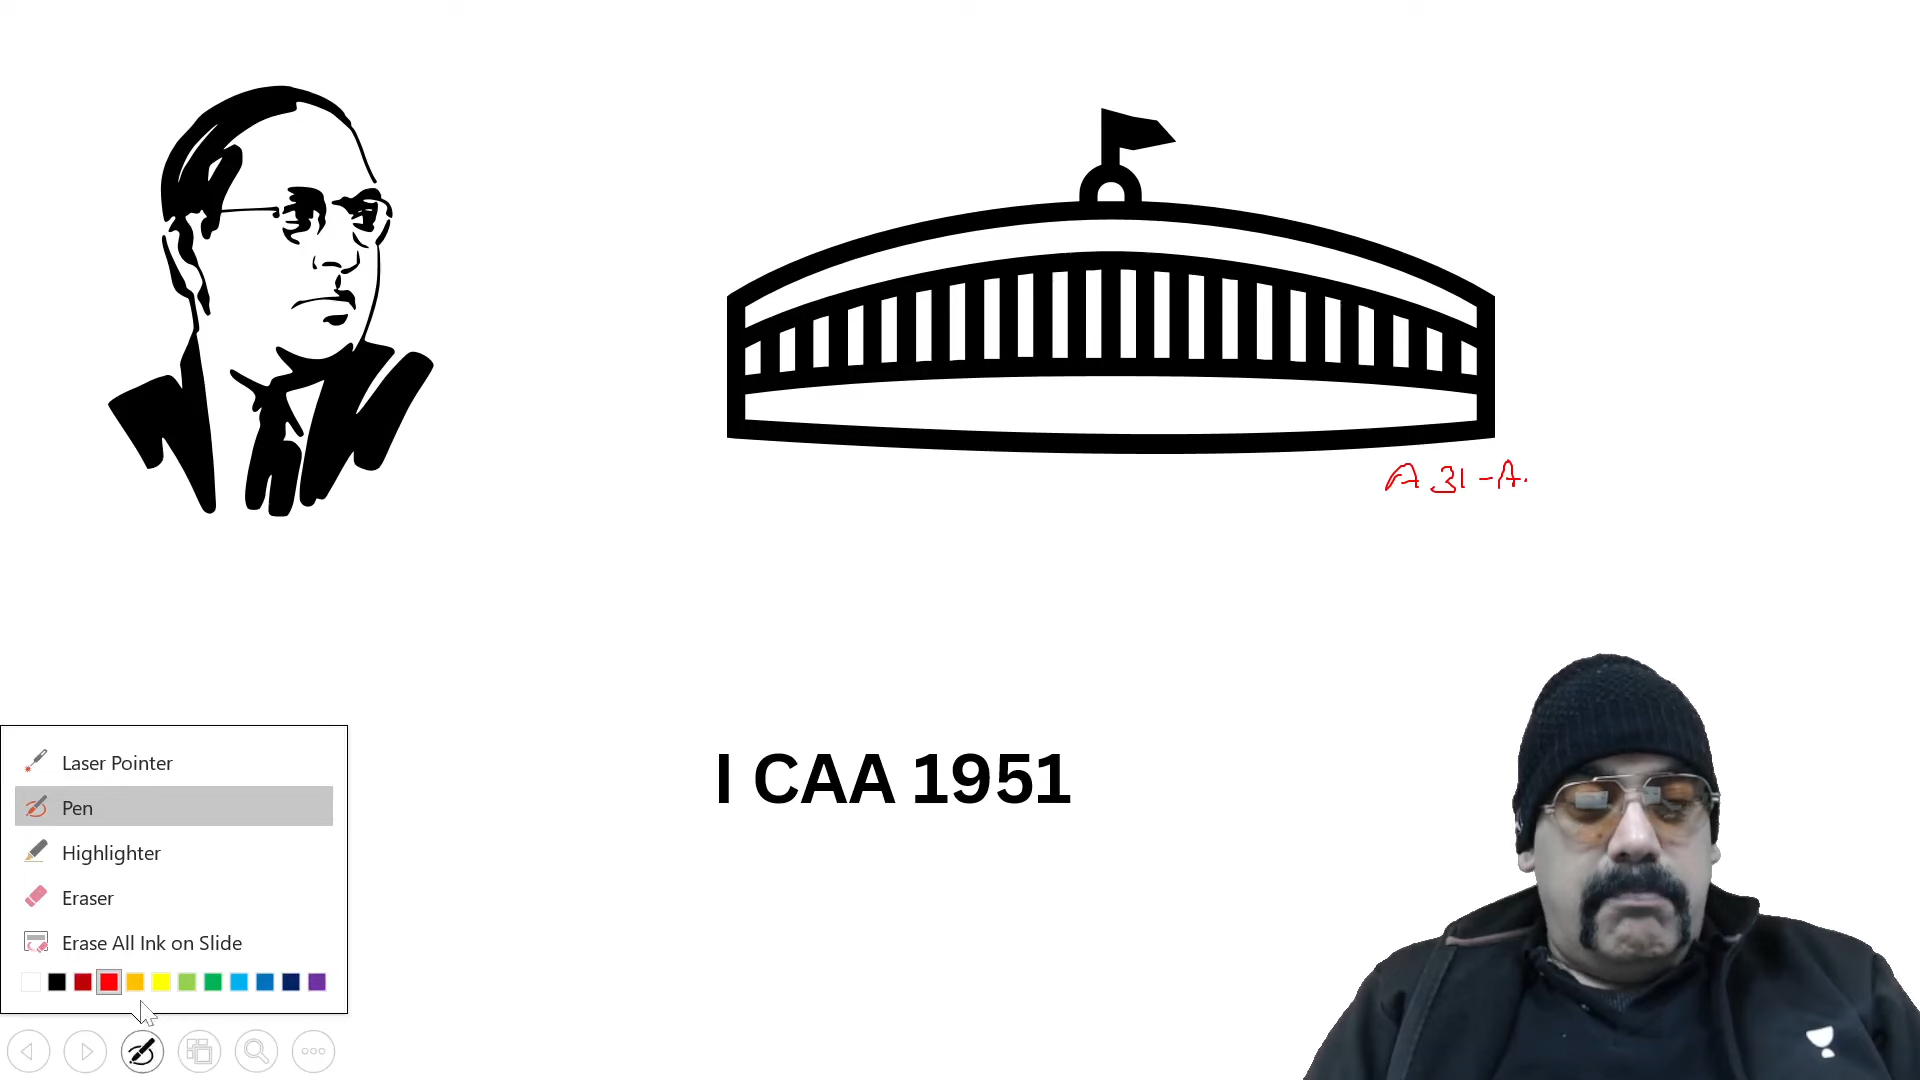 A 31-A.
I CAA 1951
Laser Pointer
Pen
Highlighter
Eraser
Erase All Ink on Slide